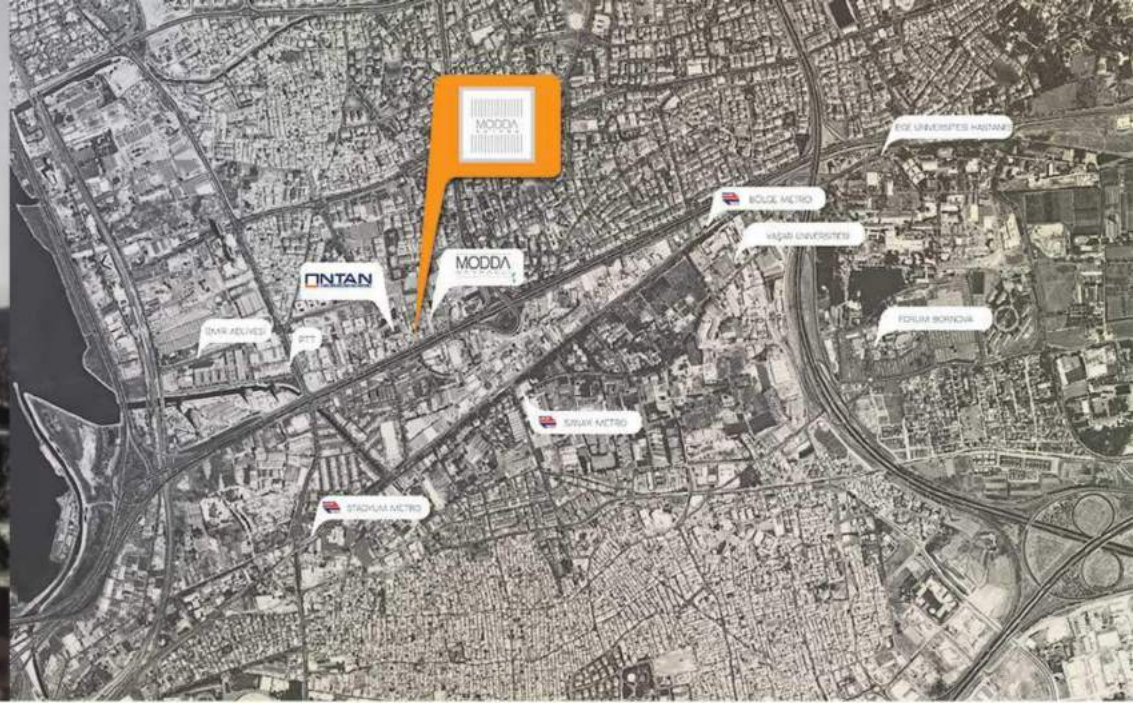 MODDA
EGE ÜNİVERSİTESİ HASTANESİ
BÖLGE METRO
YAŞAR ÜNİVERSİTESİ
MODDA
ONTAN
İZMİR ADLİYESİ
PTT
FORUM BORNOVA
SANAYİ METRO
STADYUM METRO